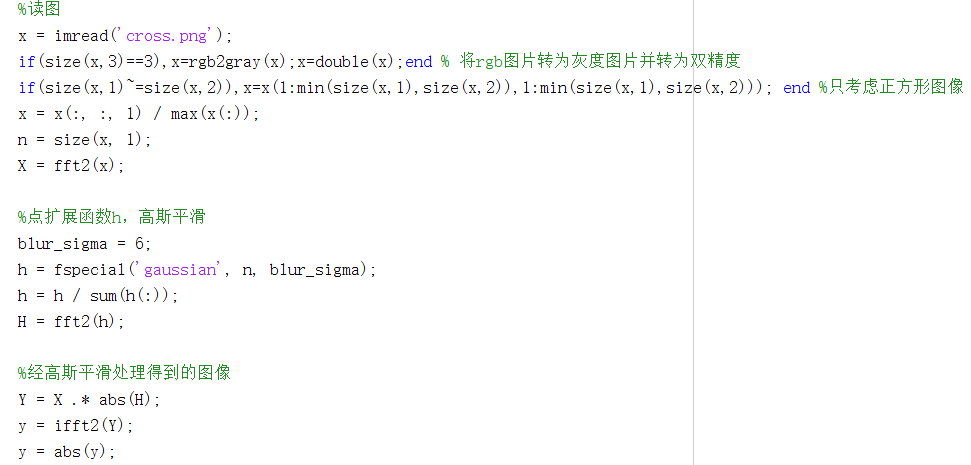 %读图
x = imread('cross.png');
if(size(x,3)==3),x=rgb2gray(x);x=double(x);end % 将rgb图片转为灰度图片并转为双精度
if(size(x,1)~=size(x,2)),x=x(1:min(size(x,1),size(x,2)),1:min(size(x,1),size(x,2))); end %只考虑正方形图像
x = x(:, :, 1) / max(x(:));
n = size(x, 1);
X = fft2(x);
%点扩展函数h，高斯平滑
blur_sigma = 6;
h = fspecial('gaussian', n, blur_sigma);
h = h / sum(h(:));
H = fft2(h);
%经高斯平滑处理得到的图像
Y = X .* abs(H);
y = ifft2(Y);
y = abs(y);